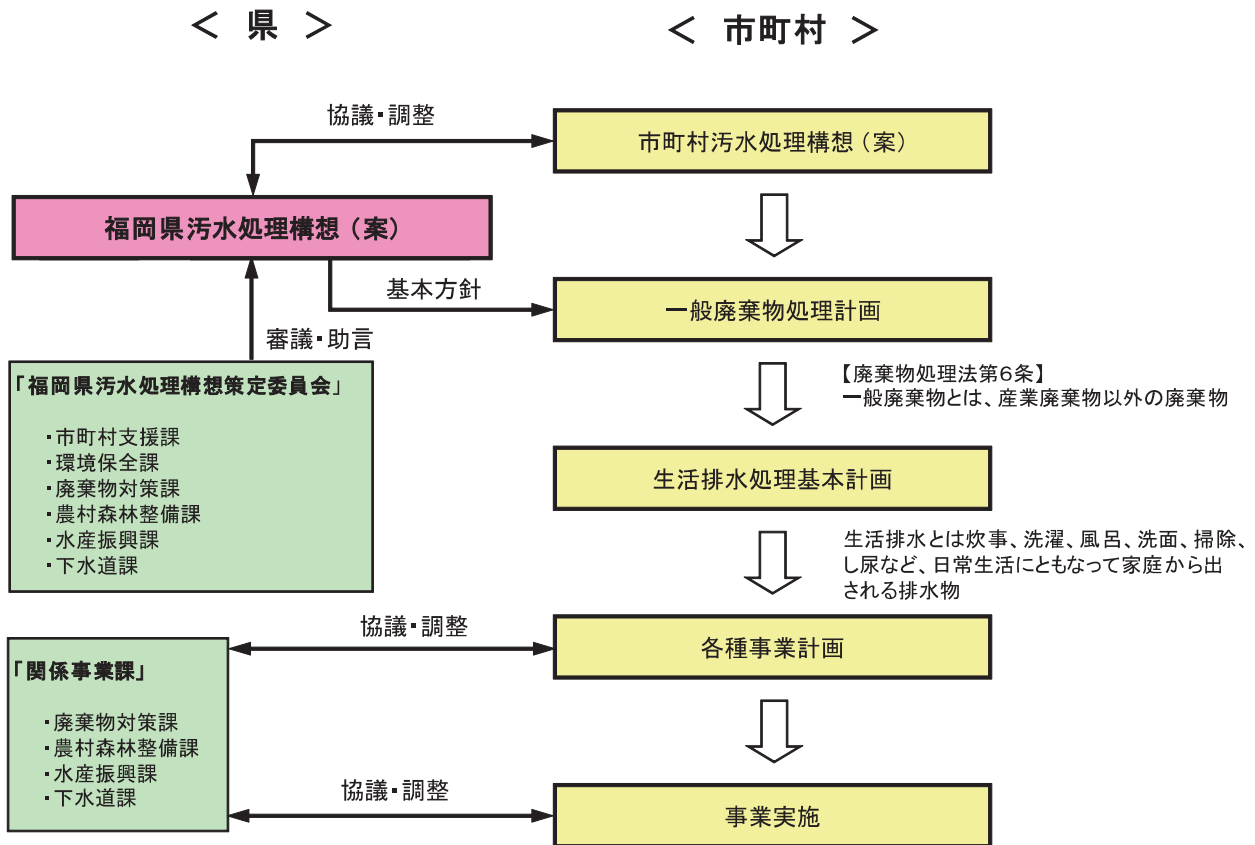 ＜ 県 ＞
＜ 市町村 ＞
協議・調整
市町村汚水処理構想（案）
福岡県汚水処理構想（案）
基本方針
一般廃棄物処理計画
審議・助言
「福岡県汚水処理構想策定委員会」
・市町村支援課
・環境保全課
・廃棄物対策課
・農村森林整備課
・水産振興課
・下水道課
【廃棄物処理法第６条】
一般廃棄物とは、産業廃棄物以外の廃棄物
生活排水処理基本計画
生活排水とは炊事、洗濯、風呂、洗面、掃除、
し尿など、日常生活にともなって家庭から出
される排水物
協議・調整
各種事業計画
「関係事業課」
・廃棄物対策課
・農村森林整備課
・水産振興課
・下水道課
協議・調整
事業実施